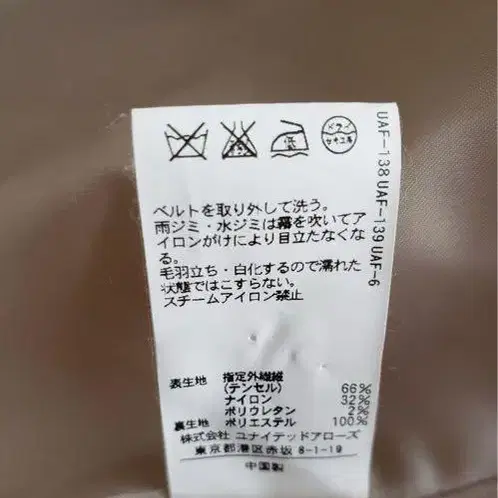 エンソサラシ
低
ドライ
セキユ系
UAF-138 UAF-139 UAF-6
ベルトを取り外して洗う。
雨ジミ・水ジミは霧を吹いてア
イロンがけにより目立たなくな
る。
毛羽立ち・白化するので濡れた
状態ではこすらない。
スチームアイロン禁止
表生地 指定外繊維
(テンセル) 66%
ナイロン 32%
ポリウレタン 2%
裏生地 ポリエステル 100%
株式会社 ユナイテッドアローズ
東京都港区赤坂 8-1-19
中国製